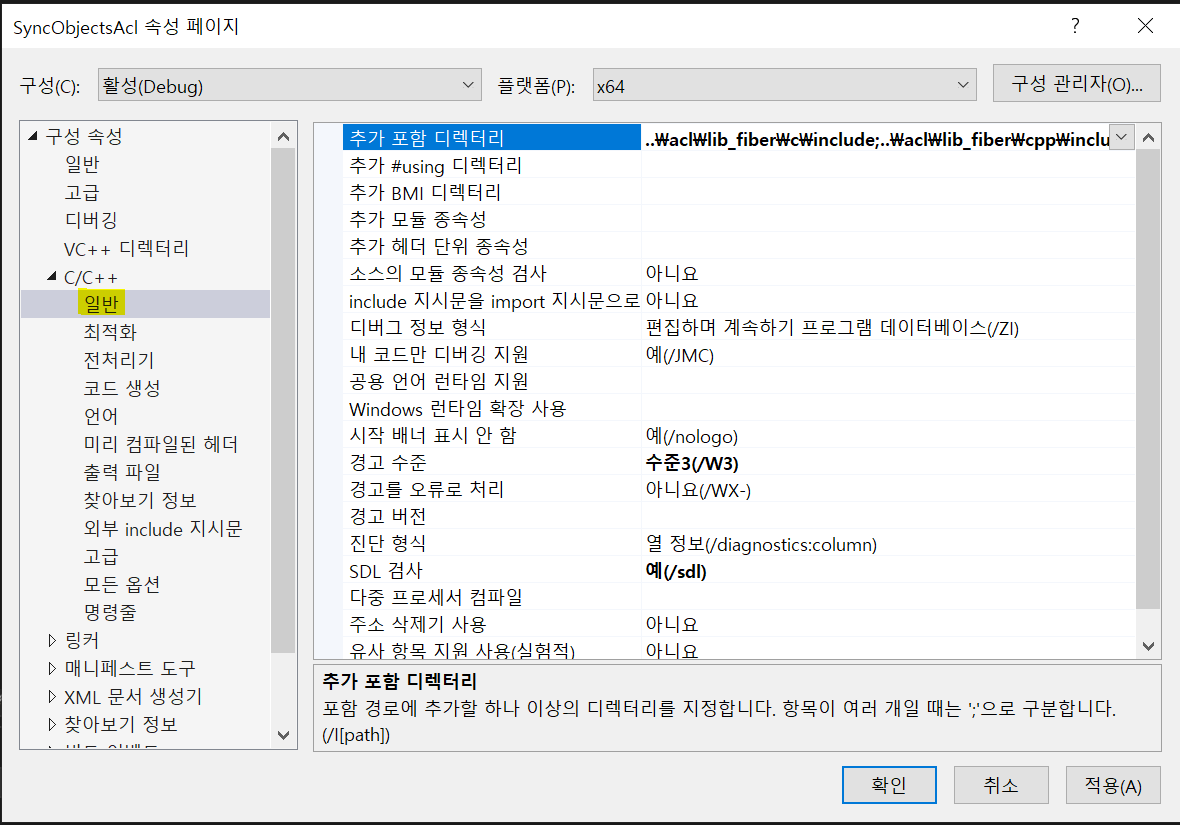 SyncObjectsAcl 속성 페이지
?
구성(C): 활성(Debug) 플랫폼(P): x64 구성 관리자(O)...
구성 속성
일반
고급
디버깅
VC++ 디렉터리
C/C++
일반
최적화
전처리기
코드 생성
언어
미리 컴파일된 헤더
출력 파일
찾아보기 정보
외부 include 지시문
고급
모든 옵션
명령줄
링커
매니페스트 도구
XML 문서 생성기
찾아보기 정보
추가 포함 디렉터리 ..₩acl₩lib_fiber₩c₩include;..₩acl₩lib_fiber₩cpp₩inclu
추가 #using 디렉터리
추가 BMI 디렉터리
추가 모듈 종속성
추가 헤더 단위 종속성
소스의 모듈 종속성 검사 아니요
include 지시문을 import 지시문으로 아니요
디버그 정보 형식 편집하며 계속하기 프로그램 데이터베이스(/ZI)
내 코드만 디버깅 지원 예(/JMC)
공용 언어 런타임 지원
Windows 런타임 확장 사용
시작 배너 표시 안 함 예(/nologo)
경고 수준 수준3(/W3)
경고를 오류로 처리 아니요(/WX-)
경고 버전
진단 형식 열 정보(/diagnostics:column)
SDL 검사 예(/sdl)
다중 프로세서 컴파일
주소 삭제기 사용 아니요
유사 항목 지원 사용(실험적) 아니요
추가 포함 디렉터리
포함 경로에 추가할 하나 이상의 디렉터리를 지정합니다. 항목이 여러 개일 때는 ';'으로 구분합니다.
(/I[path])
확인 취소 적용(A)